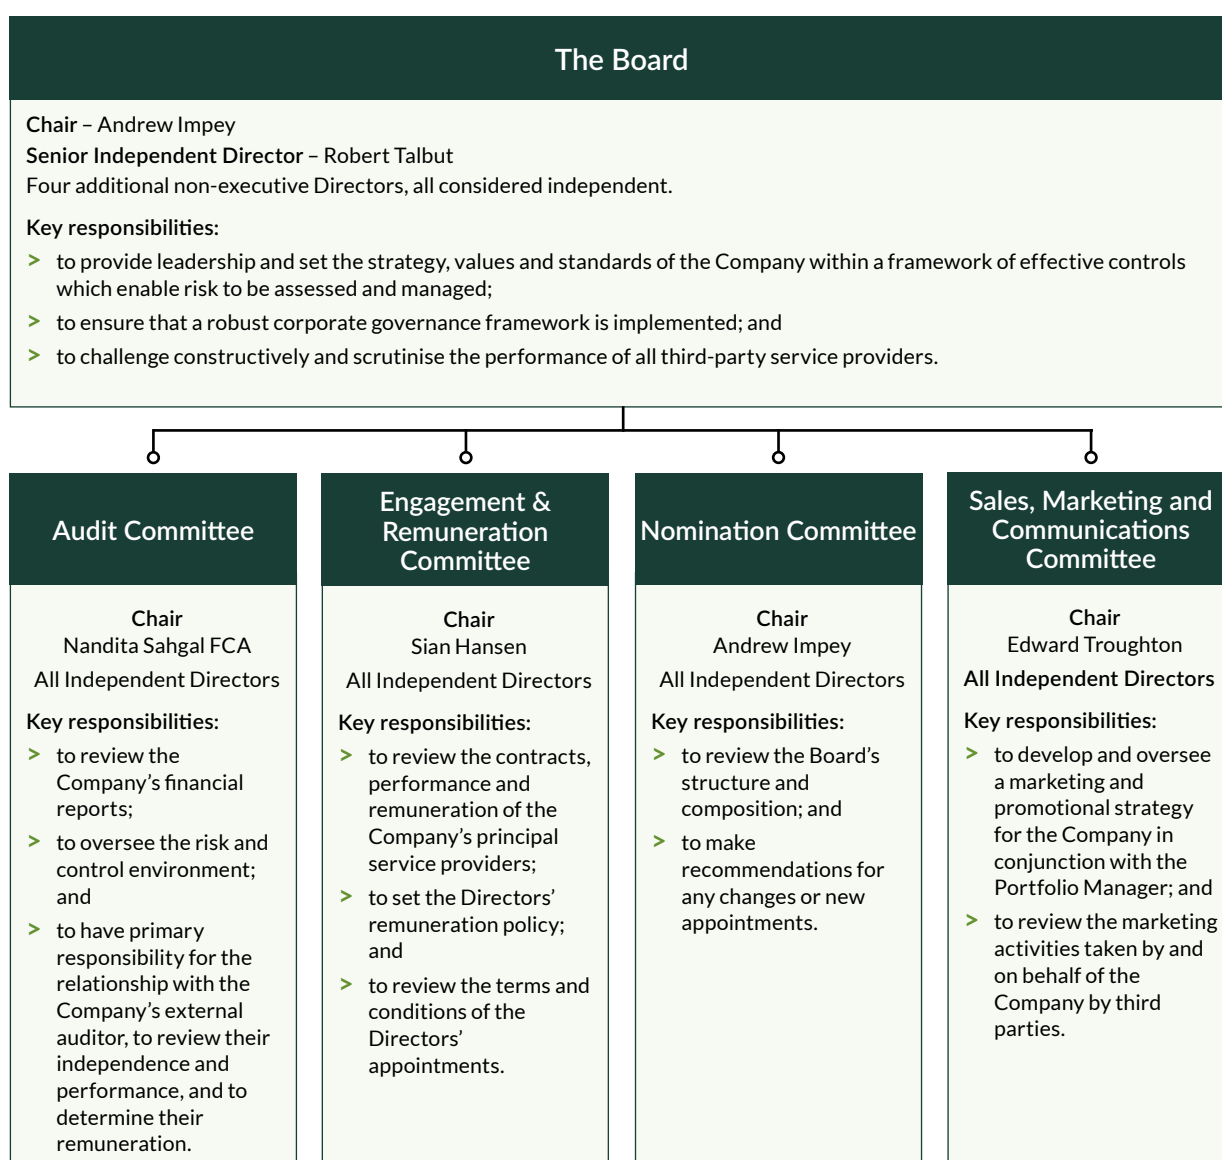 The Board
Chair – Andrew Impey
Senior Independent Director – Robert Talbut
Four additional non-executive Directors, all considered independent.
Key responsibilities:
> to provide leadership and set the strategy, values and standards of the Company within a framework of effective controls
which enable risk to be assessed and managed;
> to ensure that a robust corporate governance framework is implemented; and
> to challenge constructively and scrutinise the performance of all third-party service providers.
Audit Committee
Chair
Nandita Sahgal FCA
All Independent Directors
Key responsibilities:
> to review the
Company’s financial
reports;
> to oversee the risk and
control environment;
and
> to have primary
responsibility for the
relationship with the
Company’s external
auditor, to review their
independence and
performance, and to
determine their
remuneration.
Engagement &
Remuneration
Committee
Chair
Sian Hansen
All Independent Directors
Key responsibilities:
> to review the contracts,
performance and
remuneration of the
Company’s principal
service providers;
> to set the Directors’
remuneration policy;
and
> to review the terms and
conditions of the
Directors’
appointments.
Nomination Committee
Chair
Andrew Impey
All Independent Directors
Key responsibilities:
> to review the Board’s
structure and
composition; and
> to make
recommendations for
any changes or new
appointments.
Sales, Marketing and
Communications
Committee
Chair
Edward Troughton
All Independent Directors
Key responsibilities:
> to develop and oversee
a marketing and
promotional strategy
for the Company in
conjunction with the
Portfolio Manager; and
> to review the marketing
activities taken by and
on behalf of the
Company by third
parties.